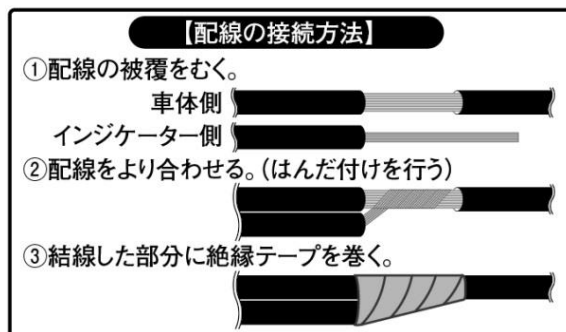 【配線の接続方法】
①配線の被覆をむく。
車体側
インジケーター側
②配線をより合わせる。(はんだ付けを行う)
③結線した部分に絶縁テープを巻く。